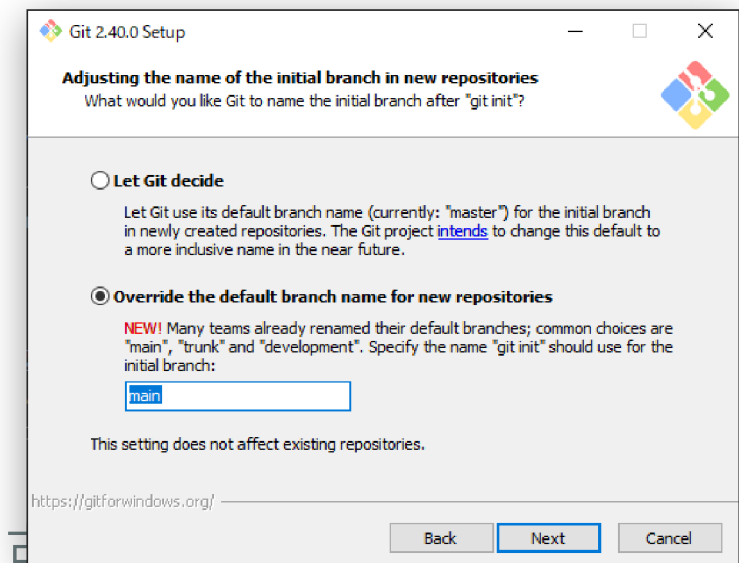 Git 2.40.0 Setup
Adjusting the name of the initial branch in new repositories
What would you like Git to name the initial branch after "git init"?
Let Git decide
Let Git use its default branch name (currently: "master") for the initial branch
in newly created repositories. The Git project intends to change this default to
a more inclusive name in the near future.
Override the default branch name for new repositories
NEW! Many teams already renamed their default branches; common choices are
"main", "trunk" and "development". Specify the name "git init" should use for the
initial branch:
main
This setting does not affect existing repositories.
https://gitforwindows.org/
Back
Next
Cancel